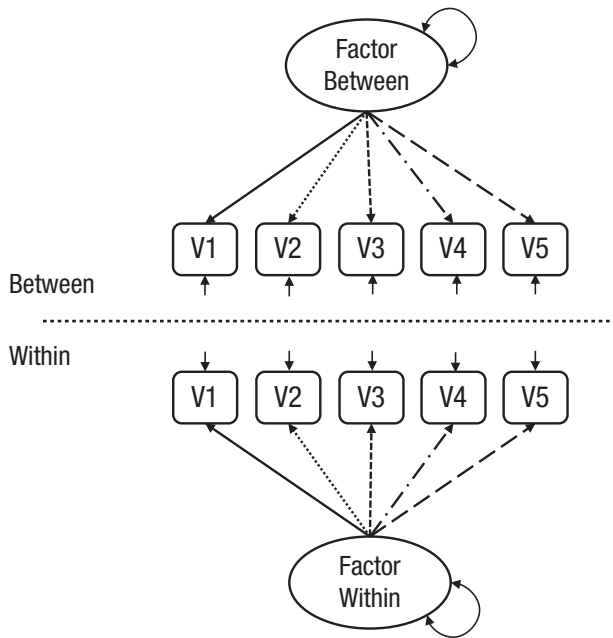 Factor
Between
V1 V2 V3 V4 V5
Between
Within
V1 V2 V3 V4 V5
Factor
Within